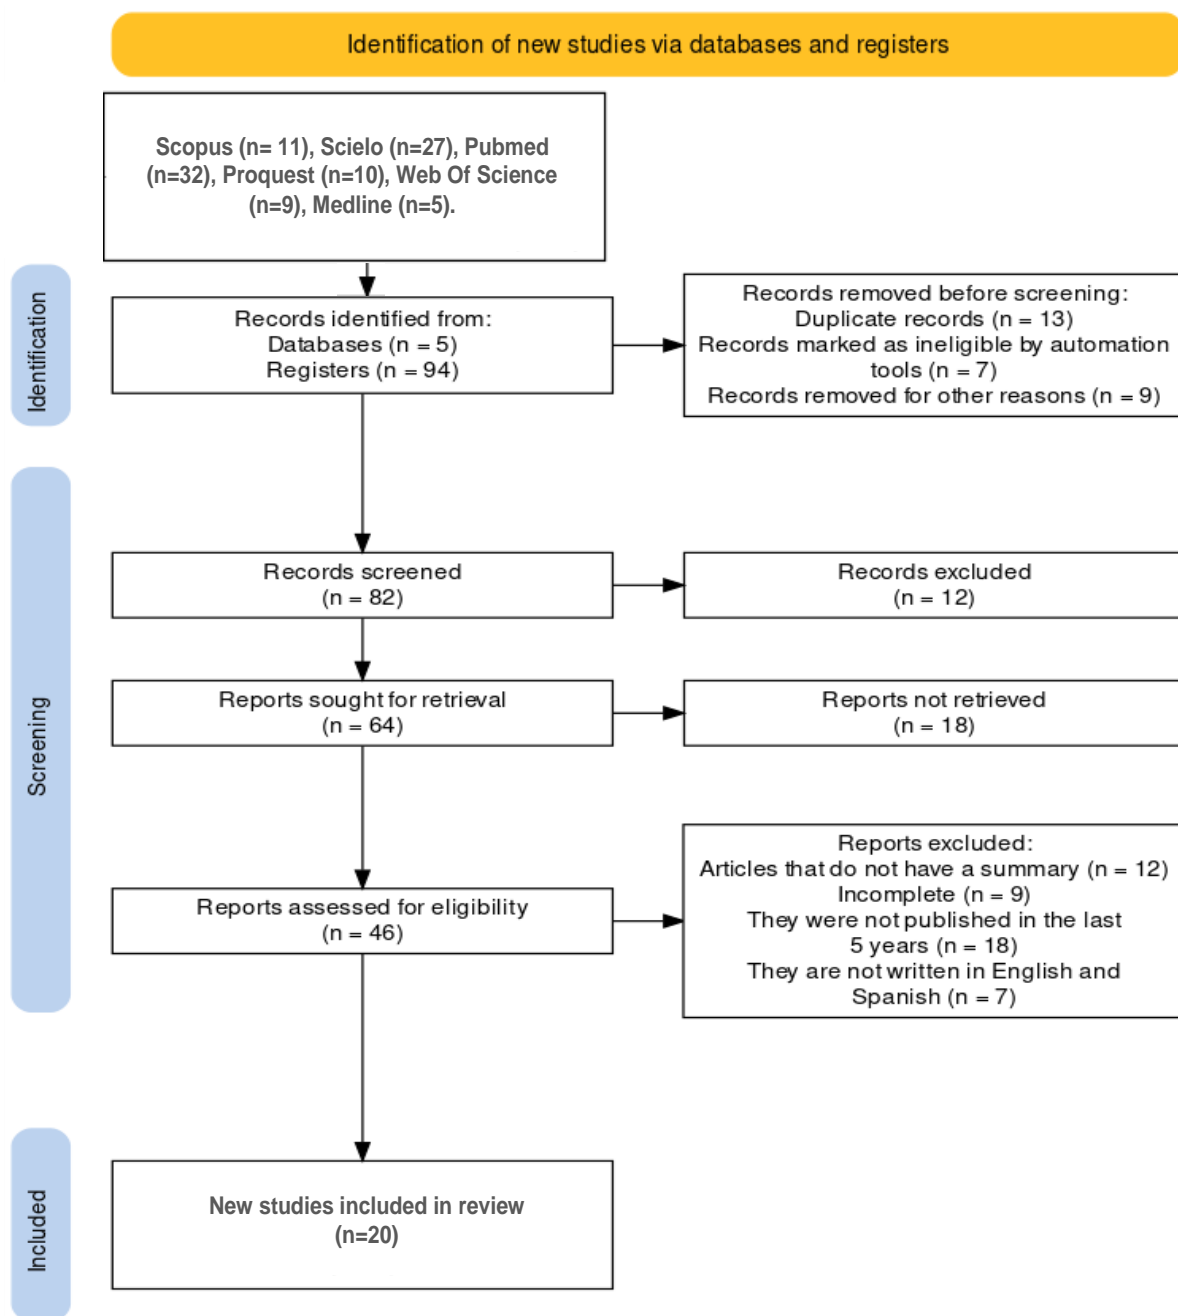 Identification of new studies via databases and registers
Scopus (n= 11), Scielo (n=27), Pubmed
(n=32), Proquest (n=10), Web Of Science
(n=9), Medline (n=5).
Identification
Records identified from:
Databases (n = 5)
Registers (n = 94)
Records removed before screening:
Duplicate records (n = 13)
Records marked as ineligible by automation
tools (n = 7)
Records removed for other reasons (n = 9)
Screening
Records screened
(n = 82)
Records excluded
(n = 12)
Reports sought for retrieval
(n = 64)
Reports not retrieved
(n = 18)
Reports assessed for eligibility
(n = 46)
Reports excluded:
Articles that do not have a summary (n = 12)
Incomplete (n = 9)
They were not published in the last
5 years (n = 18)
They are not written in English and
Spanish (n = 7)
Included
New studies included in review
(n=20)